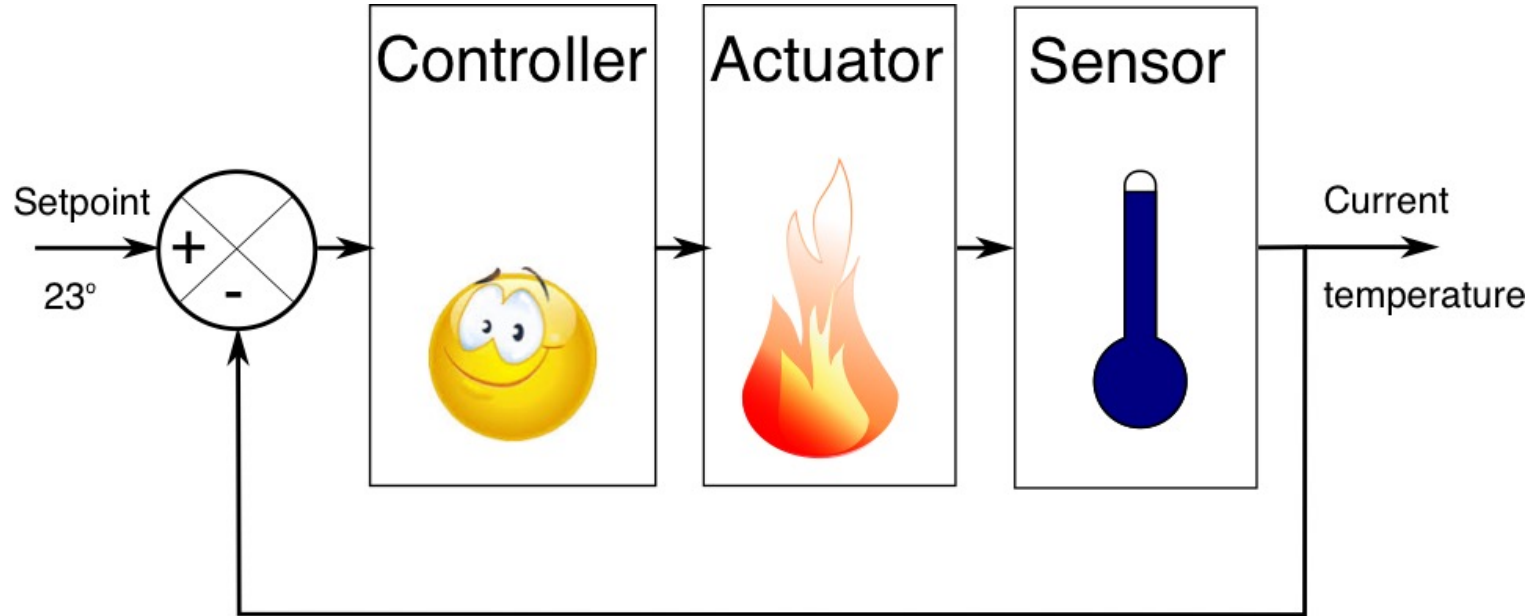 Controller
Actuator
Sensor
Setpoint
+
-
23°
Current
temperature